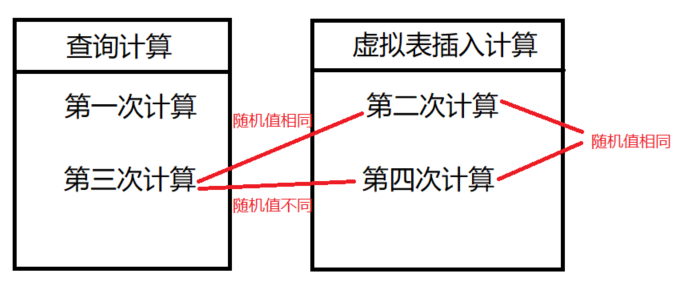 查询计算
虚拟表插入计算
第一次计算
第二次计算
随机值相同
随机值相同
第三次计算
第四次计算
随机值不同